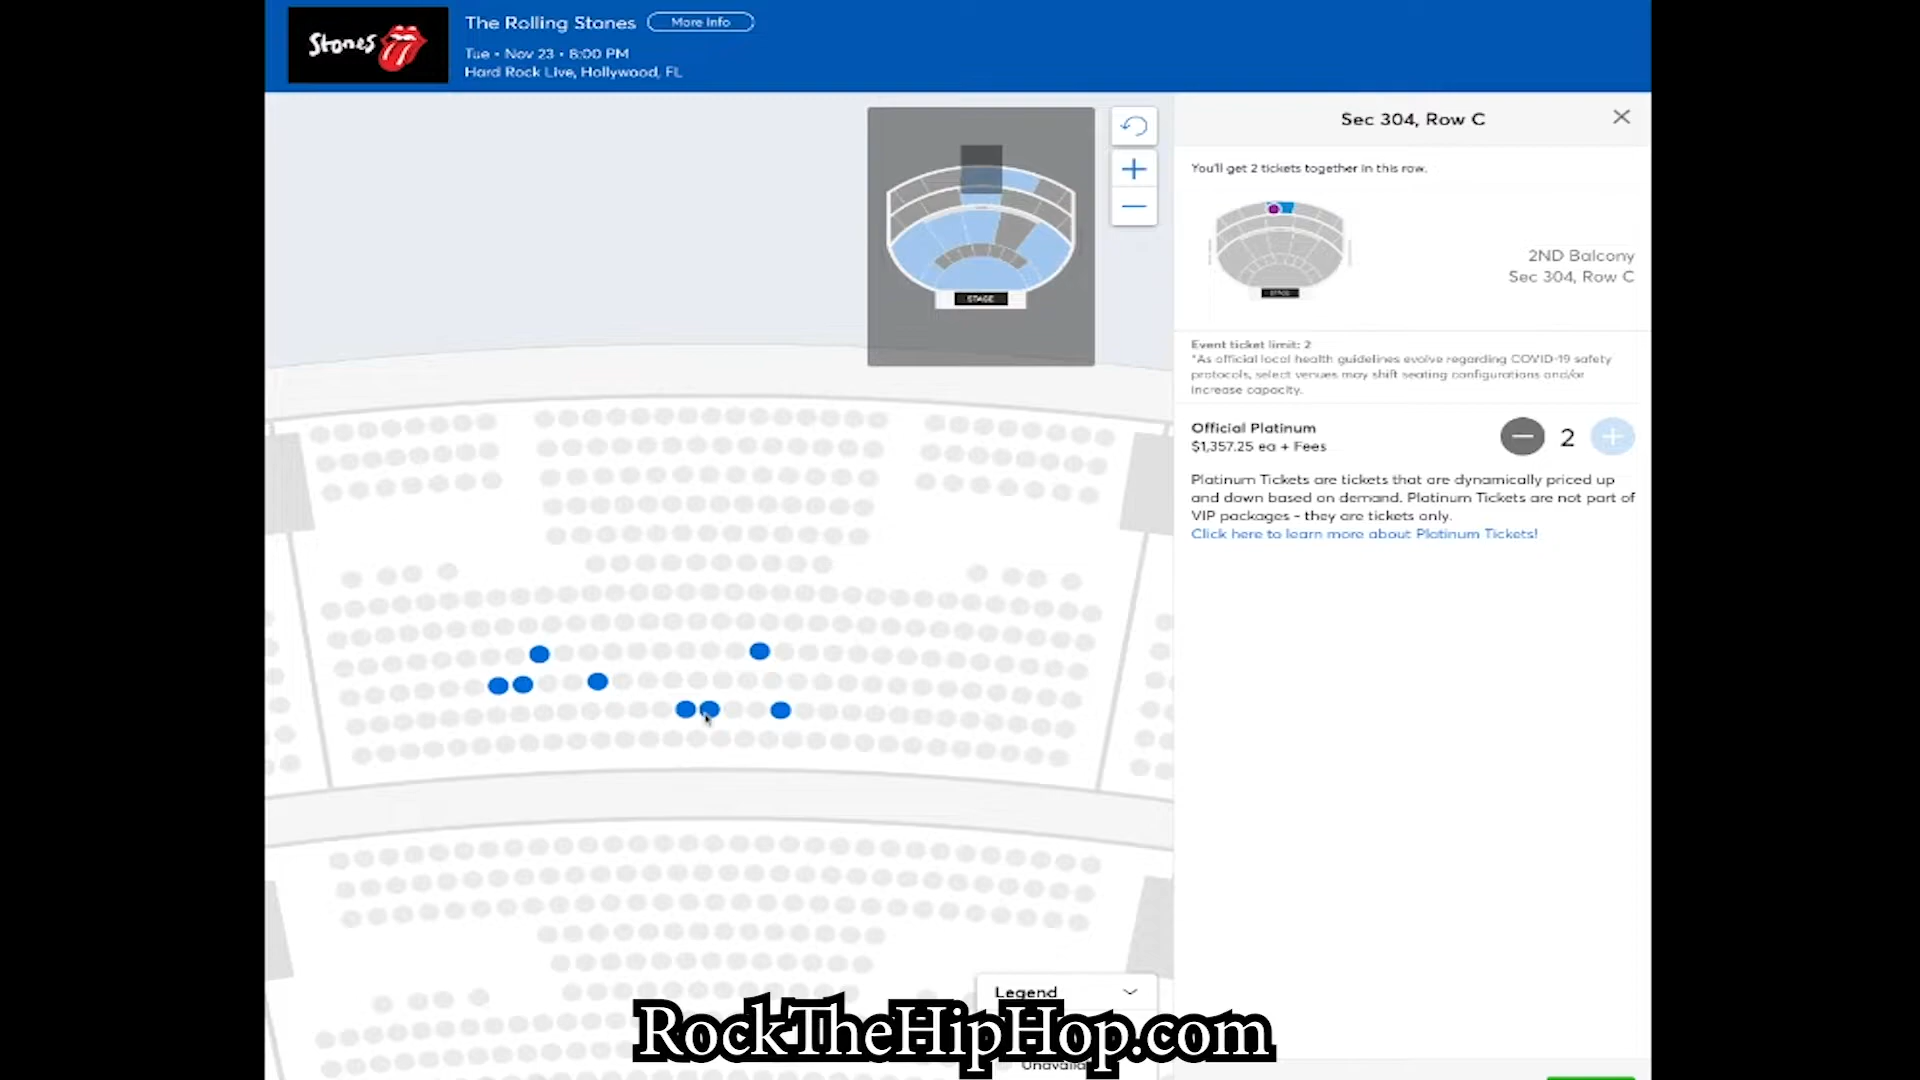 Stones
The Rolling Stones
More Info
Tue • Nov 23 • 8:00 PM
Hard Rock Live, Hollywood, FL
STAGE
Sec 304, Row C
You'll get 2 tickets together in this row.
STAGE
2ND Balcony
Sec 304, Row C
Event ticket limit: 2
*As official local health guidelines evolve regarding COVID-19 safety
protocols, select venues may shift seating configurations and/or
increase capacity.
Official Platinum
$1,357.25 ea + Fees
2
Platinum Tickets are tickets that are dynamically priced up
and down based on demand. Platinum Tickets are not part of
VIP packages - they are tickets only.
Click here to learn more about Platinum Tickets!
Legend
RockTheHipHop.com